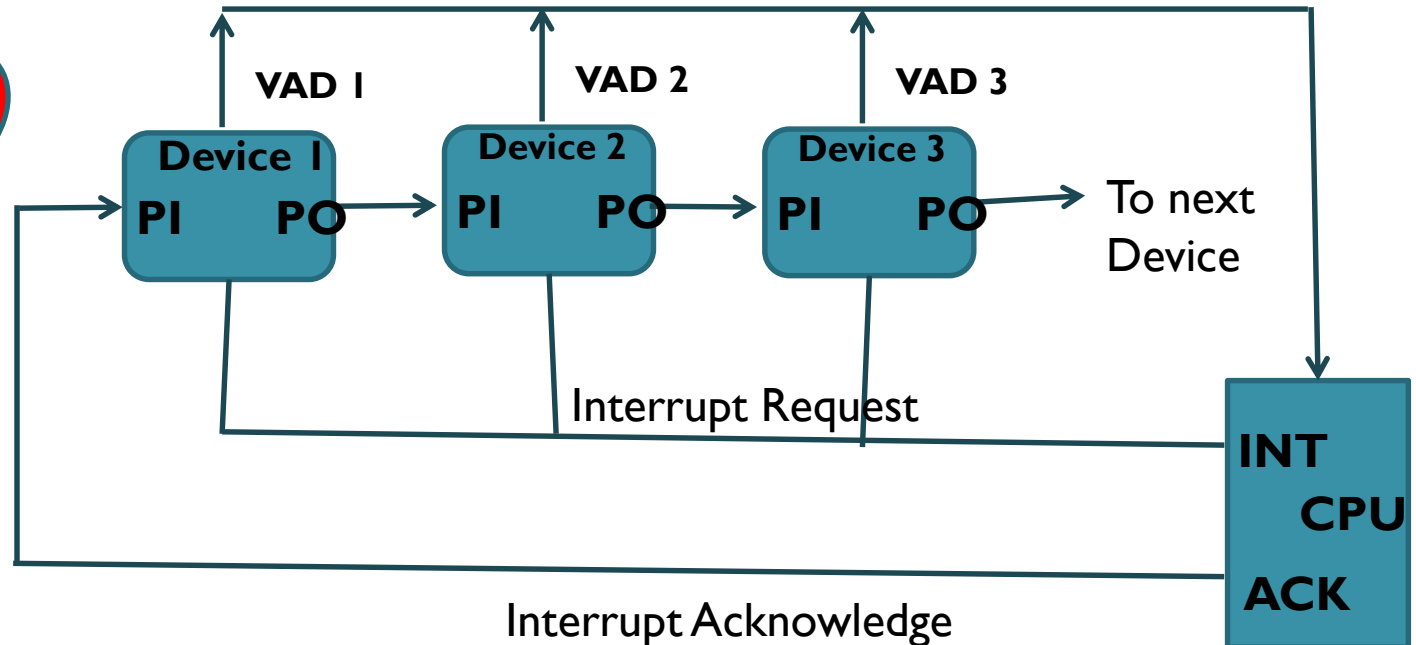 VAD 1
VAD 2
VAD 3
Device 1
PI PO
Device 2
PI PO
Device 3
PI PO
To next
Device
Interrupt Request
INT
CPU
ACK
Interrupt Acknowledge